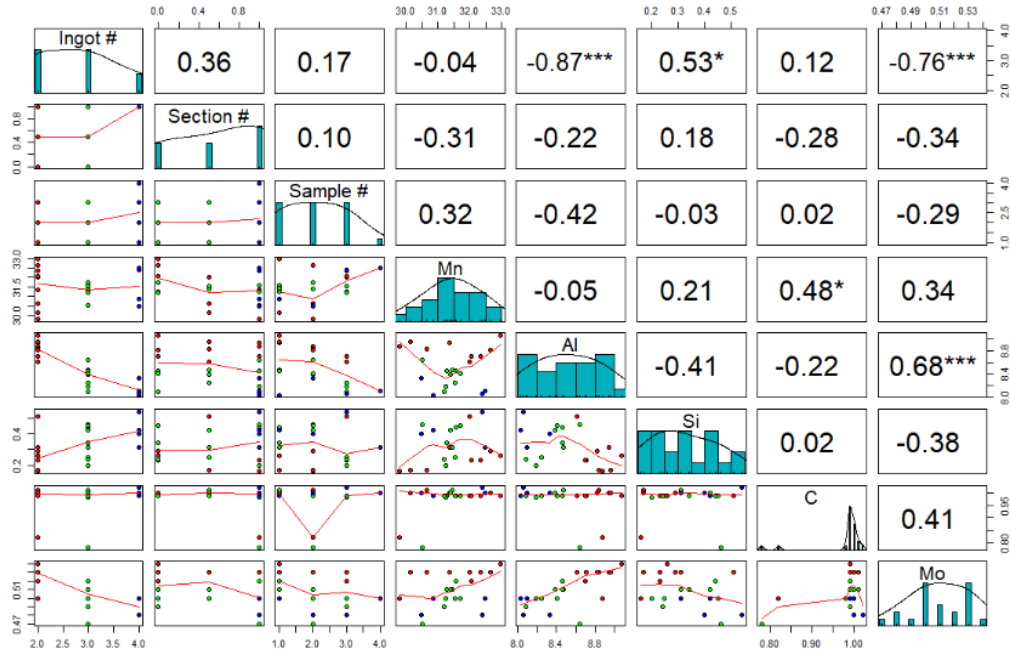 0.0 0.4 0.8 30.0 31.0 32.0 33.0 0.2 0.3 0.4 0.5 0.47 0.49 0.51 0.53
Ingot # 0.36 0.17 -0.04 -0.87*** 0.53* 0.12 -0.76*** 2.0 3.0 4.0
0.0 0.4 0.8 Section # 0.10 -0.31 -0.22 0.18 -0.28 -0.34
Sample # 0.32 -0.42 -0.03 0.02 -0.29 1.0 2.5 4.0
30.0 31.5 33.0 Mn -0.05 0.21 0.48* 0.34
Al -0.41 -0.22 0.68*** 8.0 8.4 8.8
0.2 0.4 Si 0.02 -0.38
C 0.41 0.80 0.95
0.47 0.51 Mo
2.0 2.5 3.0 3.5 4.0 1.0 2.0 3.0 4.0 8.0 8.4 8.8 0.80 0.90 1.00